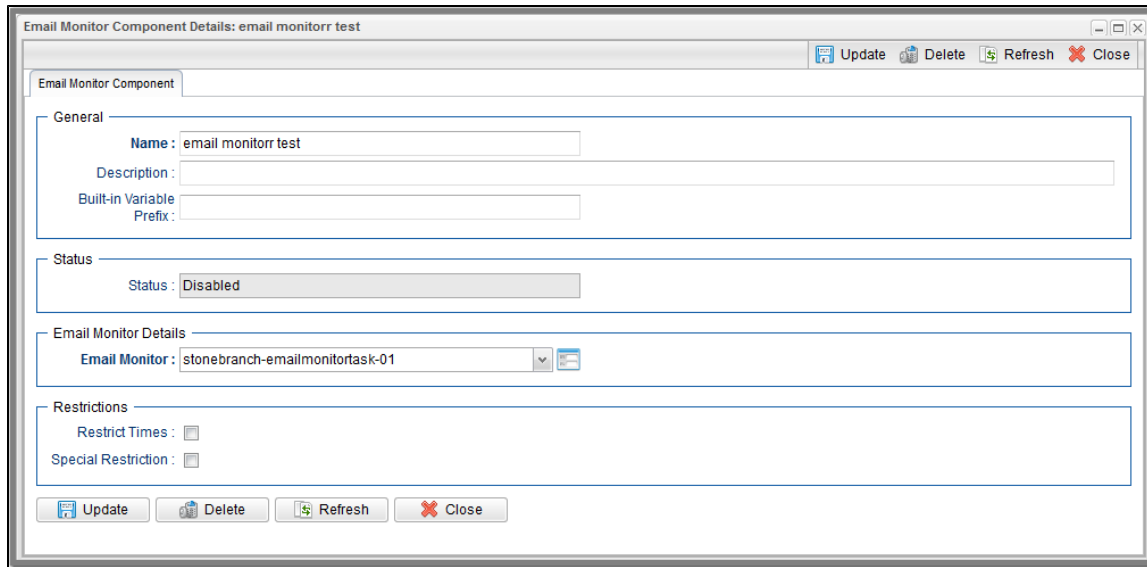 Email Monitor Component Details: email monitorr test
Update Delete Refresh Close
Email Monitor Component
General
Name : email monitorr test
Description :
Built-in Variable
Prefix :
Status
Status : Disabled
Email Monitor Details
Email Monitor : stonebranch-emailmonitortask-01
Restrictions
Restrict Times :
Special Restriction :
Update Delete Refresh Close